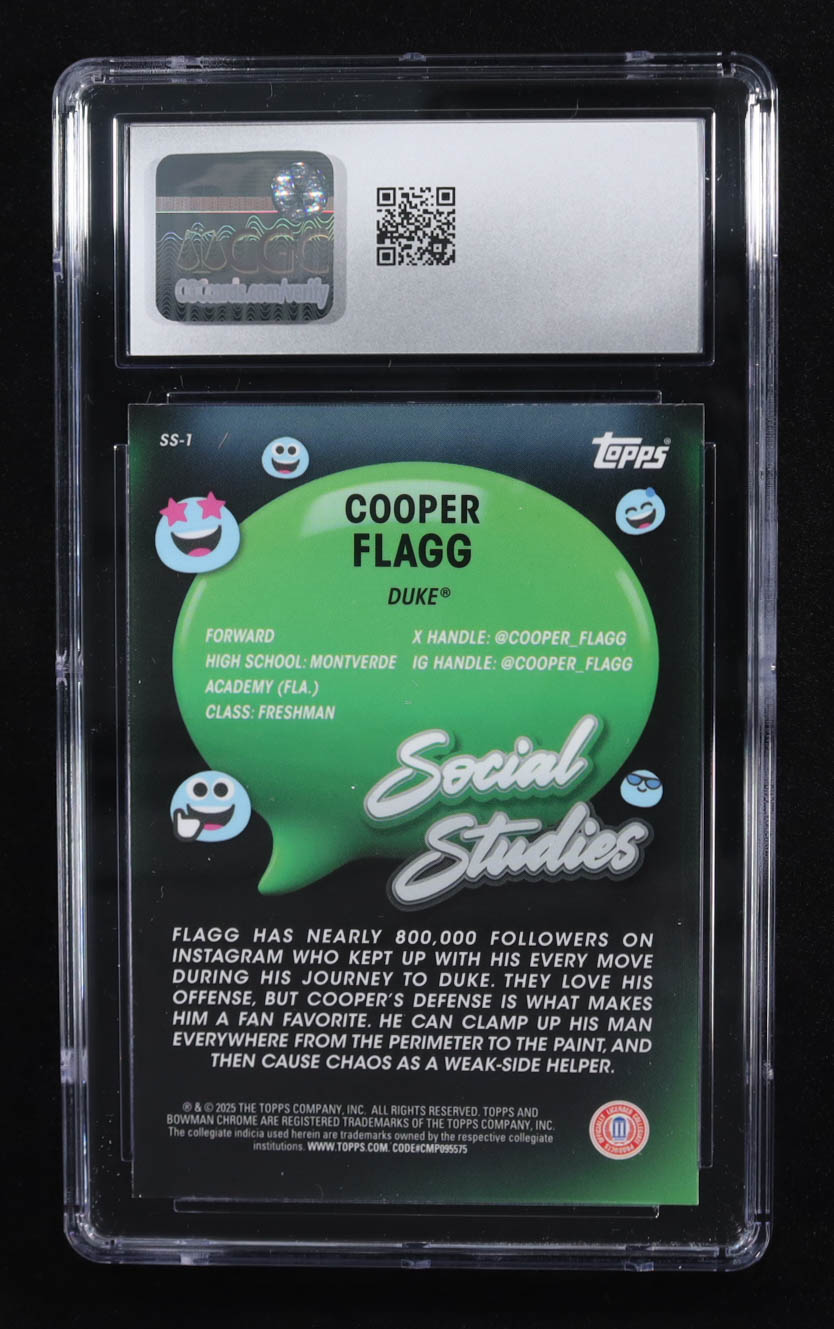 CGC
CGCcards.com/verify
SS-1
Topps®
COOPER
FLAGG
DUKE®
FORWARD
HIGH SCHOOL: MONTVERDE
ACADEMY (FLA.)
CLASS: FRESHMAN
X HANDLE: @COOPER_FLAGG
IG HANDLE: @COOPER_FLAGG
Social
Studies
FLAGG HAS NEARLY 800,000 FOLLOWERS ON
INSTAGRAM WHO KEPT UP WITH HIS EVERY MOVE
DURING HIS JOURNEY TO DUKE. THEY LOVE HIS
OFFENSE, BUT COOPER'S DEFENSE IS WHAT MAKES
HIM A FAN FAVORITE. HE CAN CLAMP UP HIS MAN
EVERYWHERE FROM THE PERIMETER TO THE PAINT, AND
THEN CAUSE CHAOS AS A WEAK-SIDE HELPER.
® & © 2025 THE TOPPS COMPANY, INC. ALL RIGHTS RESERVED. TOPPS AND
BOWMAN CHROME ARE REGISTERED TRADEMARKS OF THE TOPPS COMPANY, INC.
The collegiate indicia used herein are trademarks owned by the respective collegiate
institutions. WWW.TOPPS.COM. CODE#CMP095575
OFFICIALLY LICENSED COLLEGIATE PRODUCTS